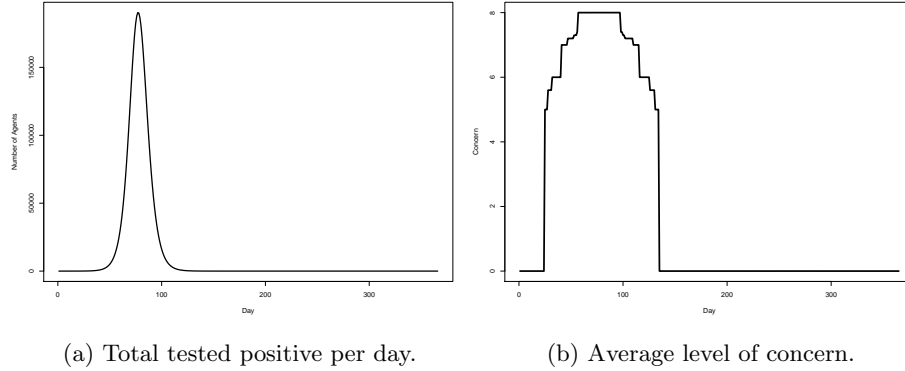 150000
100000
50000
0
Number of Agents
0 100 200 300
Day
8
6
4
2
0
Concern
0 100 200 300
Day
(a) Total tested positive per day.
(b) Average level of concern.